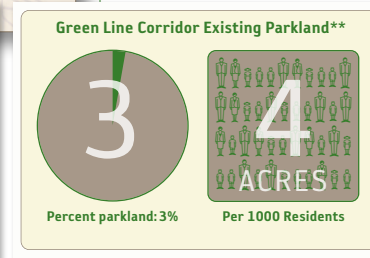 Green Line Corridor Existing Parkland**
3
4
ACRES
Percent parkland: 3%
Per 1000 Residents